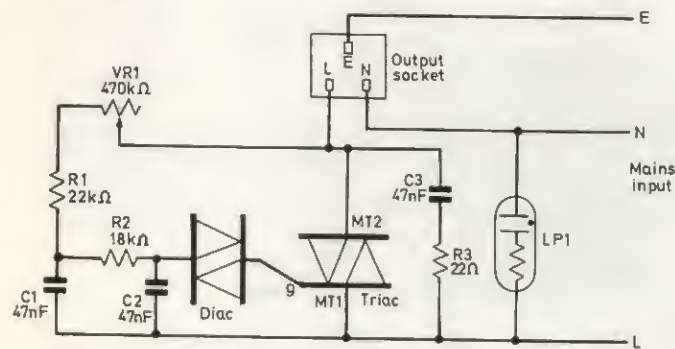 E
Output
socket
L
E
N
VR1
470kΩ
N
Mains
input
R1
22kΩ
C3
47nF
R2
18kΩ
MT2
LP1
R3
22Ω
g
C1
47nF
C2
47nF
Diac
MT1
Triac
L